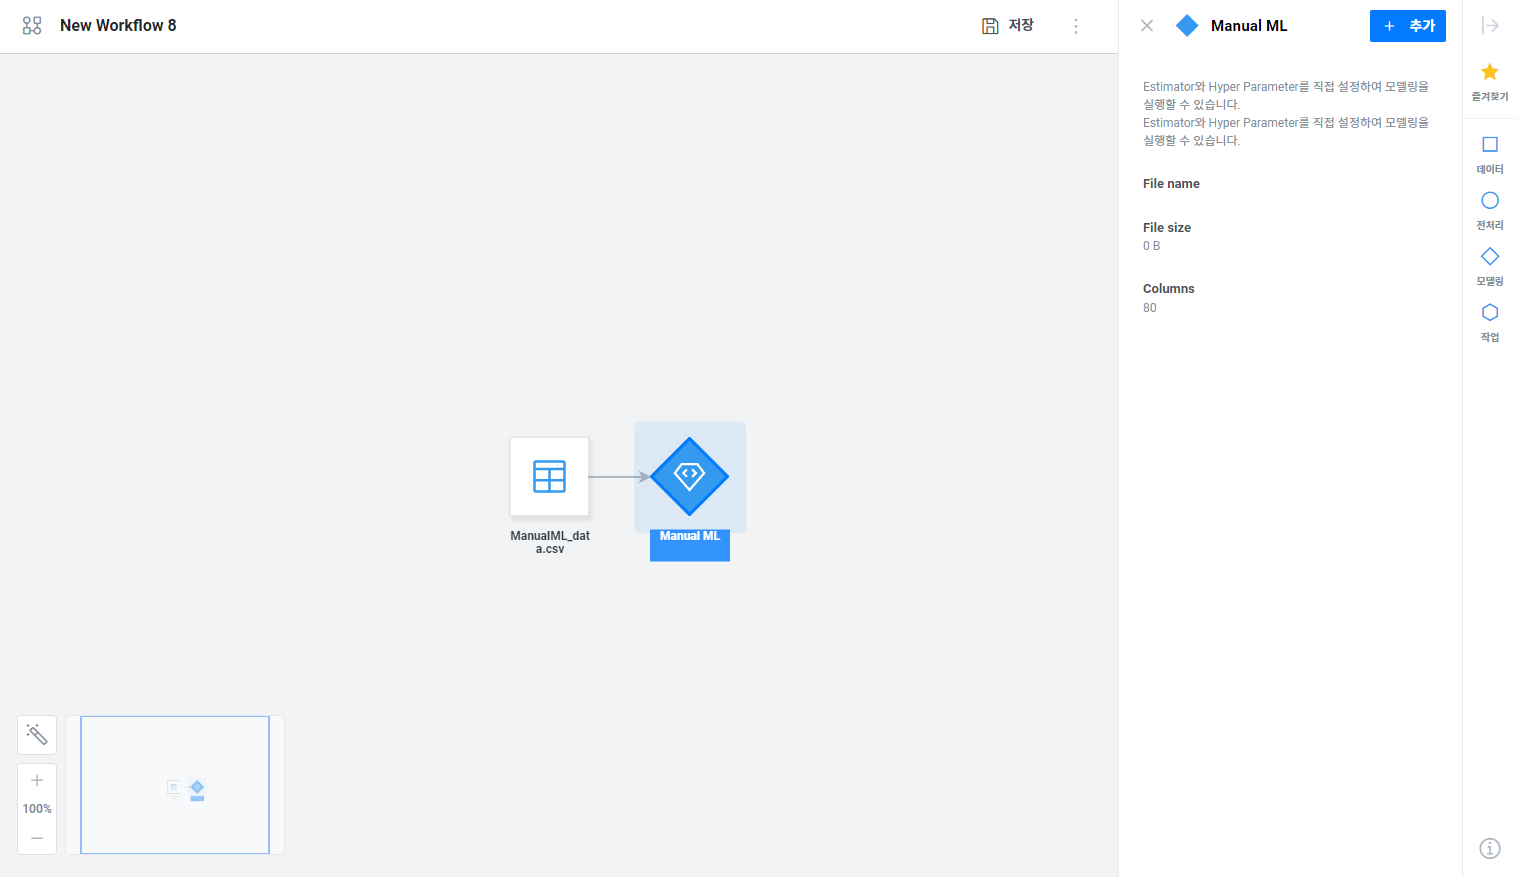 New Workflow 8
저장
Manual ML
추가
Estimator와 Hyper Parameter를 직접 설정하여 모델링을
실행할 수 있습니다.
Estimator와 Hyper Parameter를 직접 설정하여 모델링을
실행할 수 있습니다.
File name
File size
0 B
Columns
80
즐겨찾기
데이터
전처리
모델링
작업
ManualML_dat
a.csv
Manual ML
100%